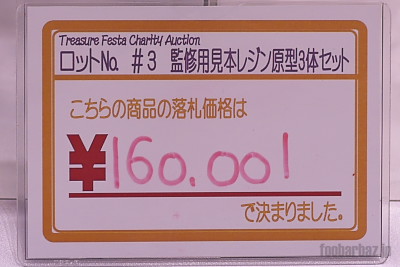 Treasure Festa Charity Auction
ロットNo. #3 監修用見本レジン原型3体セット
こちらの商品の落札価格は
¥160.001
で決まりました。
foobarbaz.jp